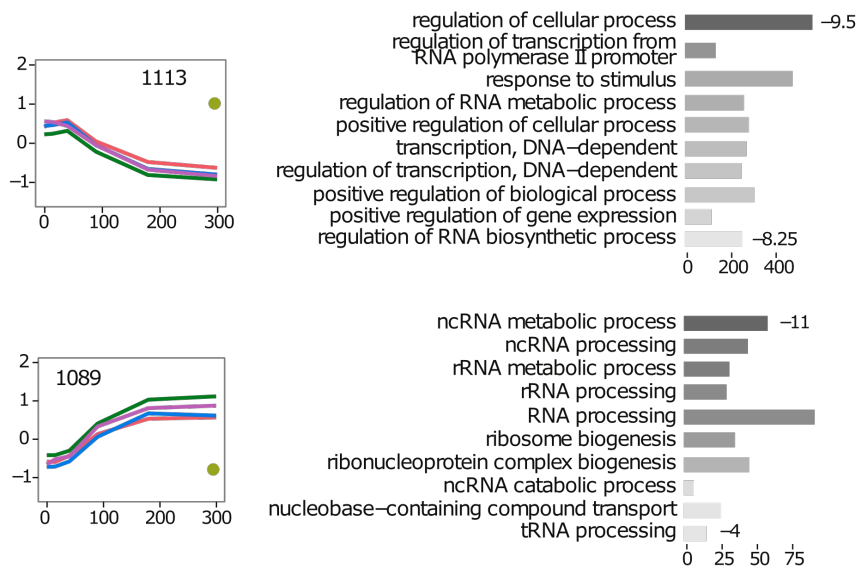 regulation of cellular process
−9.5
regulation of transcription from
RNA polymerase II promoter
2
1113
response to stimulus
1
regulation of RNA metabolic process
positive regulation of cellular process
0
transcription, DNA−dependent
regulation of transcription, DNA−dependent
−1
positive regulation of biological process
positive regulation of gene expression
0 100 200 300
regulation of RNA biosynthetic process
−8.25
0 200 400
ncRNA metabolic process
−11
ncRNA processing
2
1089
rRNA metabolic process
1
rRNA processing
RNA processing
0
ribosome biogenesis
ribonucleoprotein complex biogenesis
−1
ncRNA catabolic process
nucleobase−containing compound transport
0 100 200 300
tRNA processing
−4
0 25 50 75